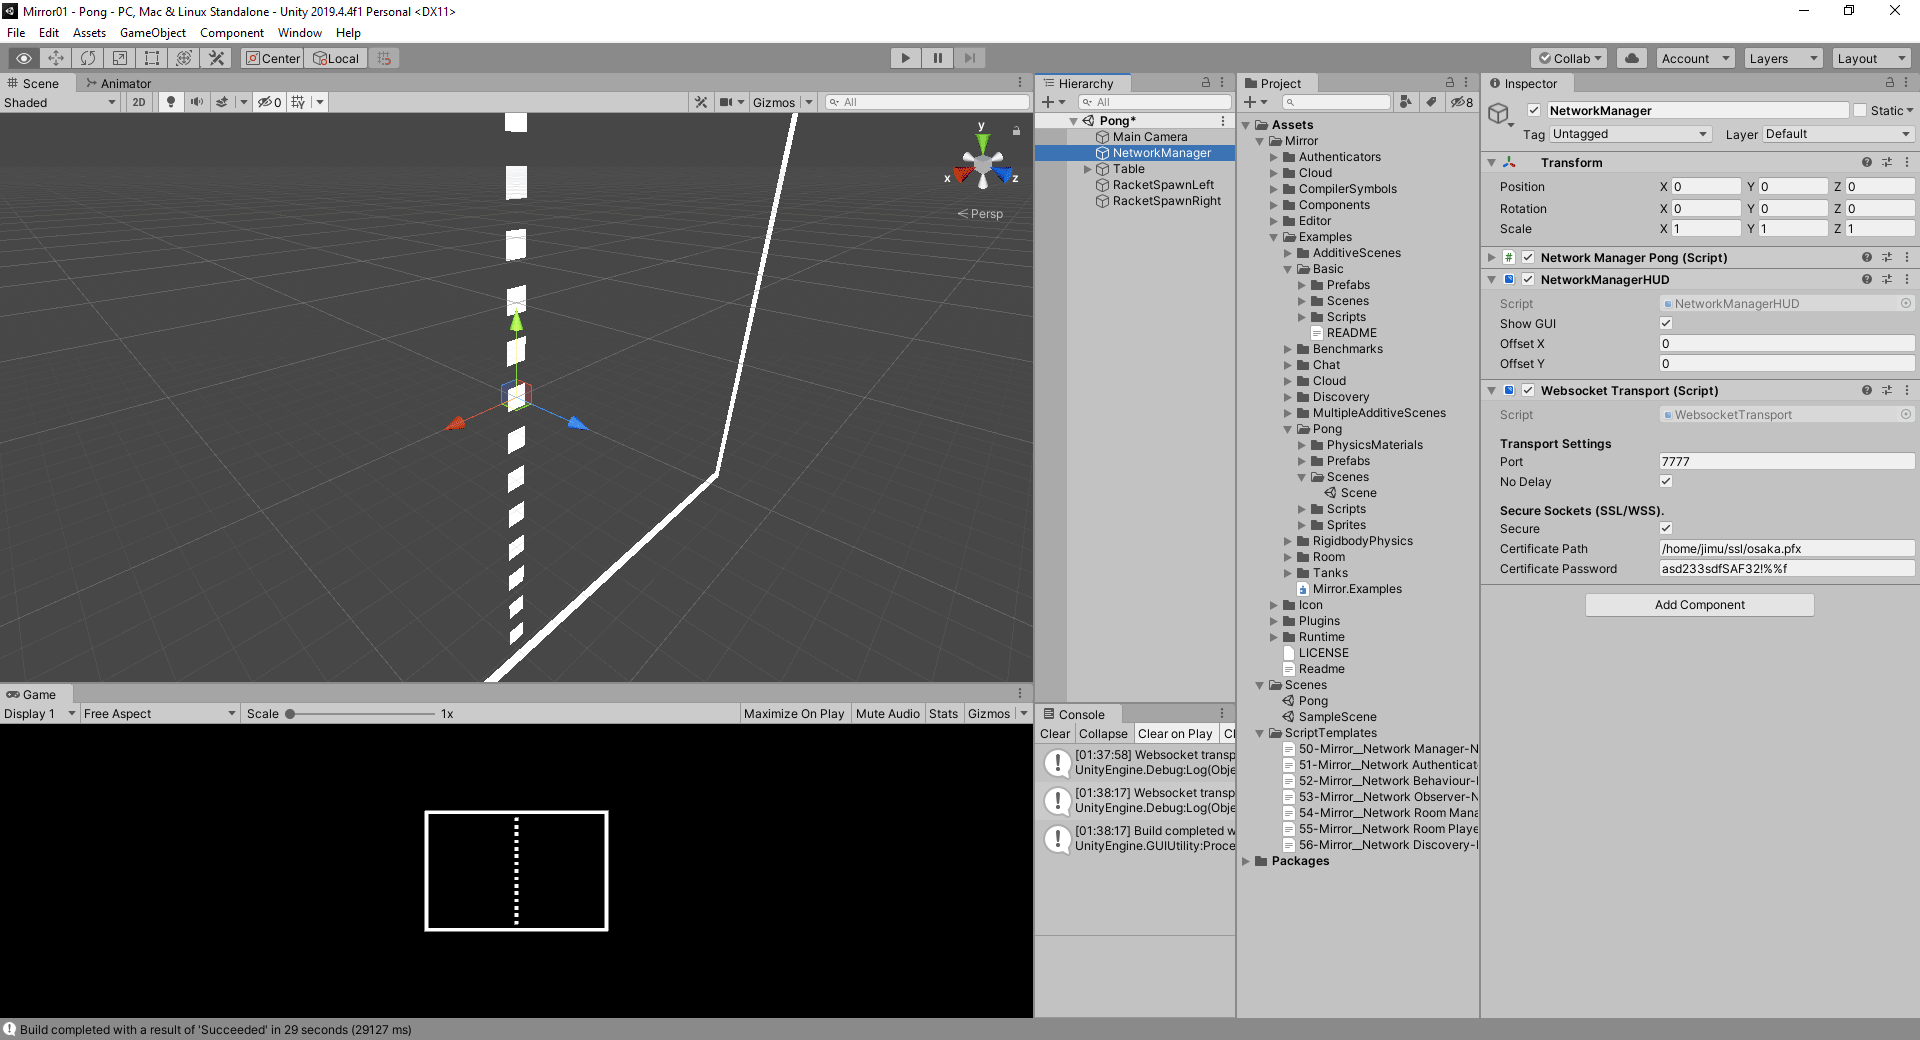 Mirror01 - Pong - PC, Mac & Linux Standalone - Unity 2019.4.4f1 Personal <DX11>
File Edit Assets GameObject Component Window Help
Center Local Collab Account Layers Layout
Scene Animator
Shaded 2D 0 Gizmos All
y
x z
Persp
Game
Display 1 Free Aspect Scale 1x Maximize On Play Mute Audio Stats Gizmos
Hierarchy
All
Pong*
Main Camera
NetworkManager
Table
RacketSpawnLeft
RacketSpawnRight
Console
Clear Collapse Clear on Play Cl
[01:37:58] Websocket transp
UnityEngine.Debug:Log(Obje
[01:38:17] Websocket transp
UnityEngine.Debug:Log(Obje
[01:38:17] Build completed w
UnityEngine.GUIUtility:Proce
Project
8
Assets
Mirror
Authenticators
Cloud
CompilerSymbols
Components
Editor
Examples
AdditiveScenes
Basic
Prefabs
Scenes
Scripts
README
Benchmarks
Chat
Cloud
Discovery
MultipleAdditiveScenes
Pong
PhysicsMaterials
Prefabs
Scenes
Scene
Scripts
Sprites
RigidbodyPhysics
Room
Tanks
Mirror.Examples
Icon
Plugins
Runtime
LICENSE
Readme
Scenes
Pong
SampleScene
ScriptTemplates
50-Mirror__Network Manager-N
51-Mirror__Network Authenticat
52-Mirror__Network Behaviour-I
53-Mirror__Network Observer-N
54-Mirror__Network Room Mana
55-Mirror__Network Room Playe
56-Mirror__Network Discovery-I
Packages
Inspector
NetworkManager Static
Tag Untagged Layer Default
Transform
Position X 0 Y 0 Z 0
Rotation X 0 Y 0 Z 0
Scale X 1 Y 1 Z 1
# Network Manager Pong (Script)
NetworkManagerHUD
Script NetworkManagerHUD
Show GUI
Offset X 0
Offset Y 0
Websocket Transport (Script)
Script WebsocketTransport
Transport Settings
Port 7777
No Delay
Secure Sockets (SSL/WSS).
Secure
Certificate Path /home/jimu/ssl/osaka.pfx
Certificate Password asd233sdfSAF32!%%f
Add Component
Build completed with a result of 'Succeeded' in 29 seconds (29127 ms)